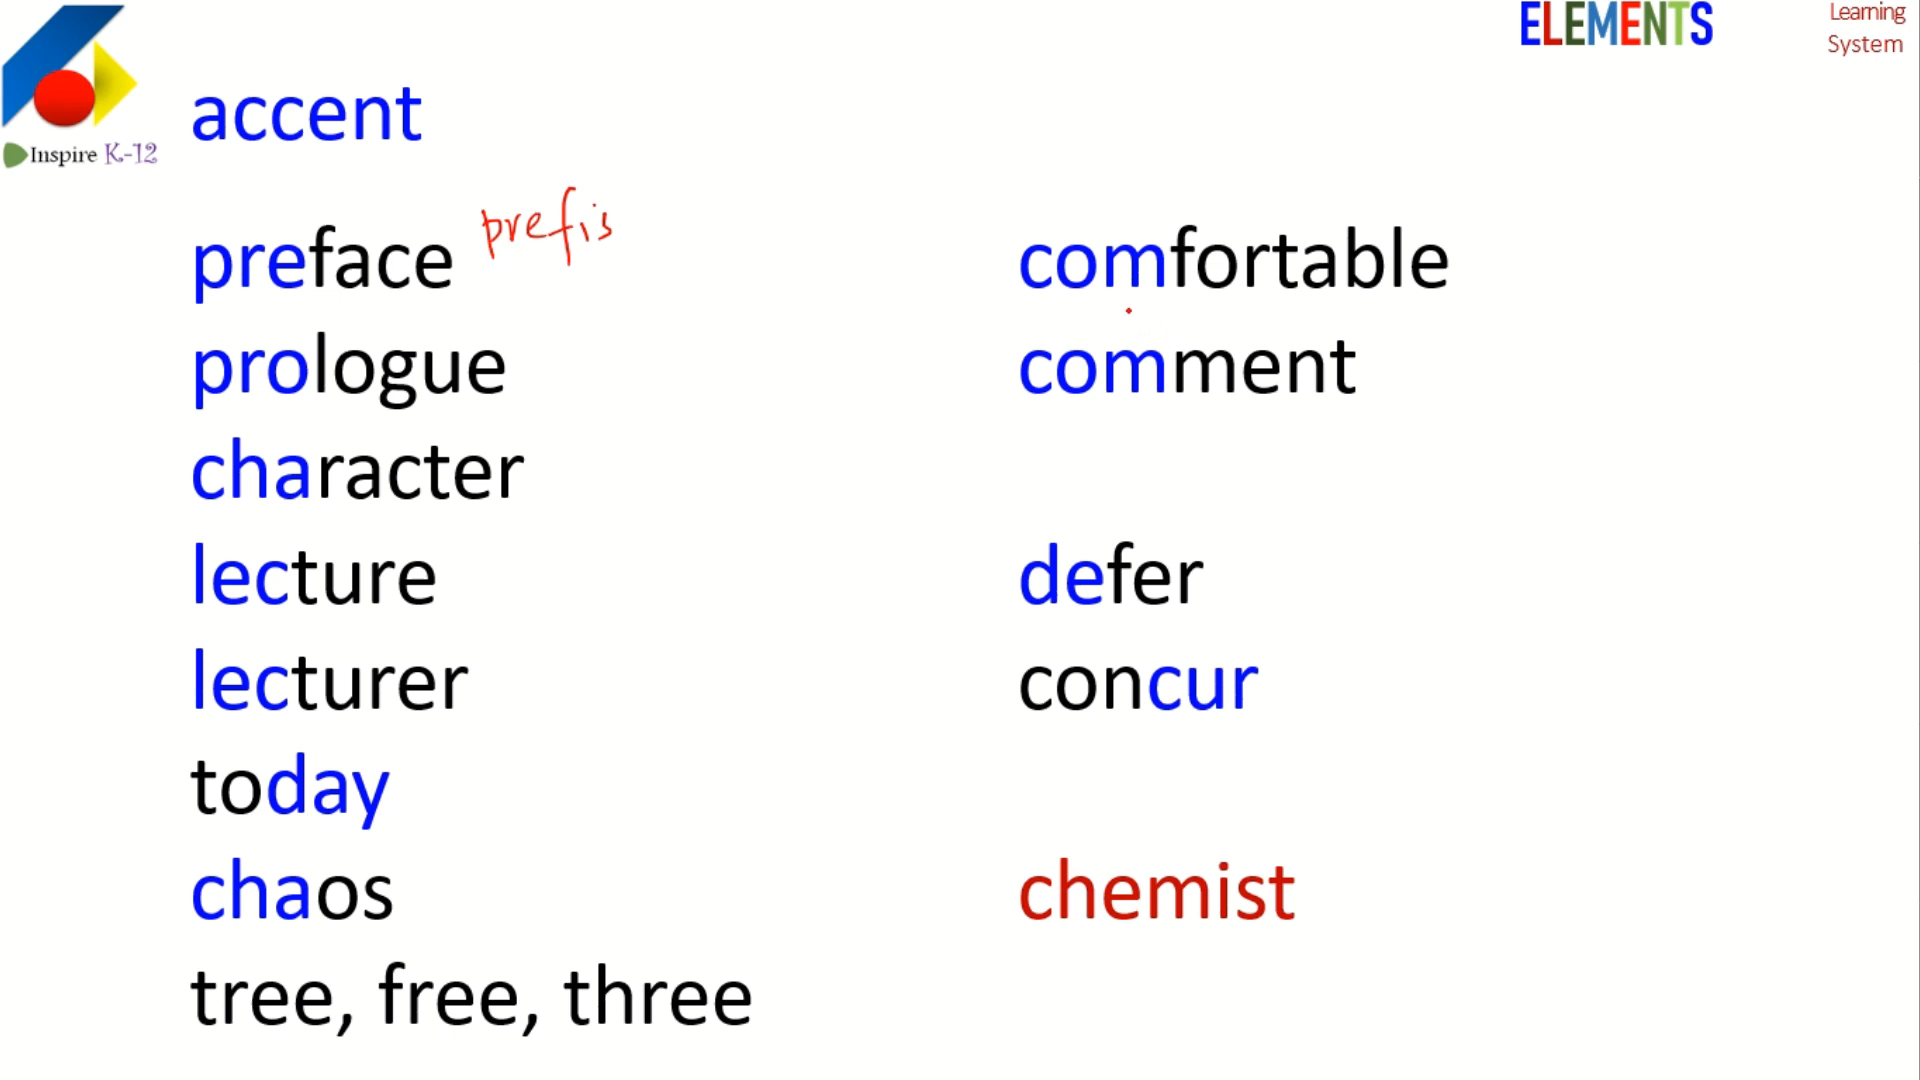 ELEMENTS
Learning
System
Inspire K-12
accent
preface prefis
prologue
character
lecture
lecturer
today
chaos
tree, free, three
comfortable
comment
defer
concur
chemist